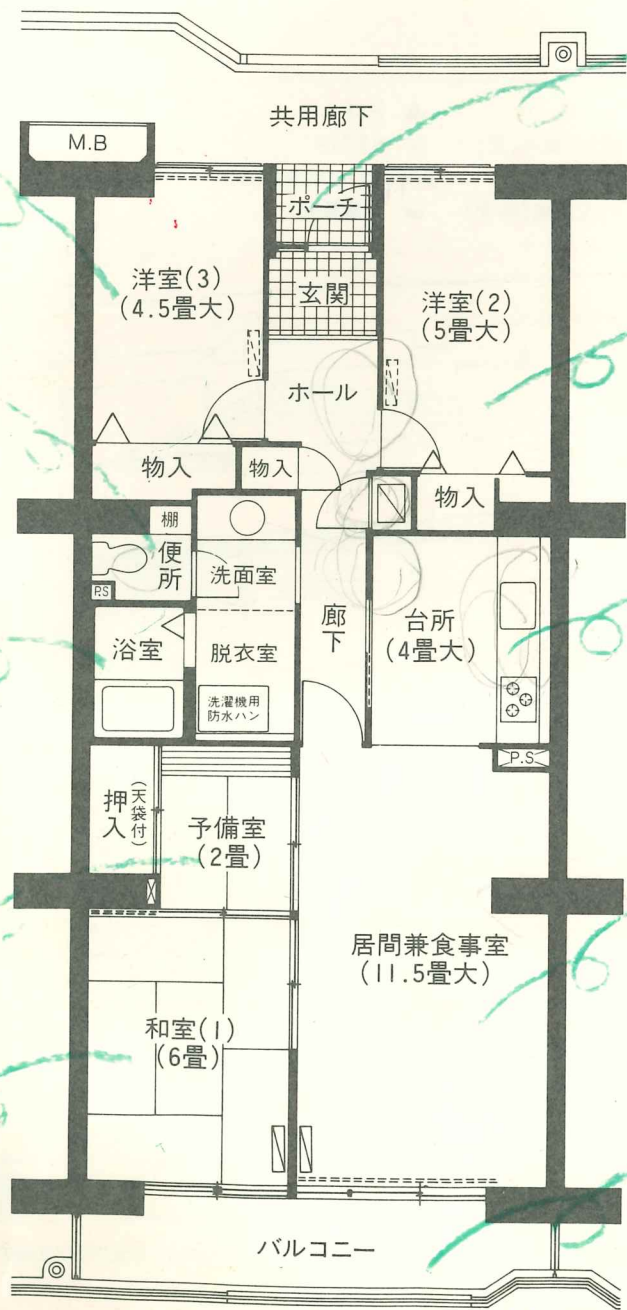 共用廊下
M.B
ポーチ
洋室(3)
(4.5畳大)
玄関
洋室(2)
(5畳大)
ホール
物入
物入
物入
棚
便所
P.S
洗面室
廊下
台所
(4畳大)
浴室
脱衣室
洗濯機用
防水パン
P.S
押入
(天袋付)
予備室
(2畳)
居間兼食事室
(11.5畳大)
和室(1)
(6畳)
バルコニー